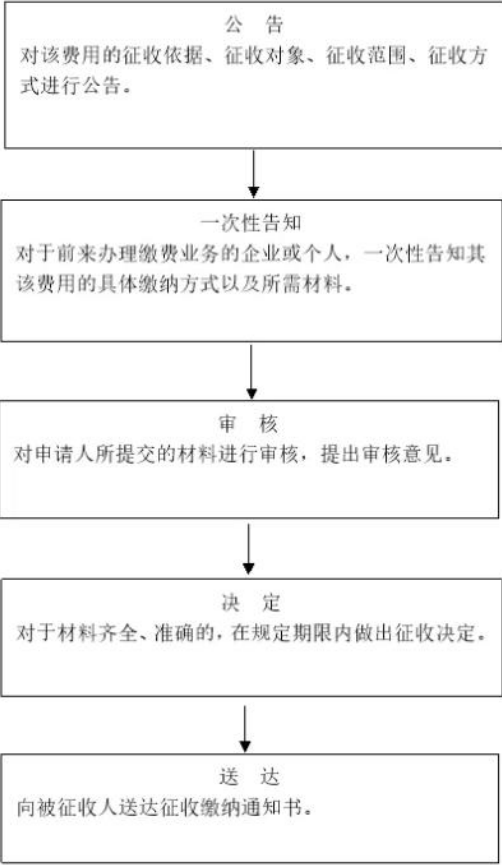 公 告
对该费用的征收依据、征收对象、征收范围、征收方
式进行公告。
一次性告知
对于前来办理缴费业务的企业或个人，一次性告知其
该费用的具体缴纳方式以及所需材料。
审 核
对申请人所提交的材料进行审核，提出审核意见。
决 定
对于材料齐全、准确的，在规定期限内做出征收决定。
送 达
向被征收人送达征收缴纳通知书。